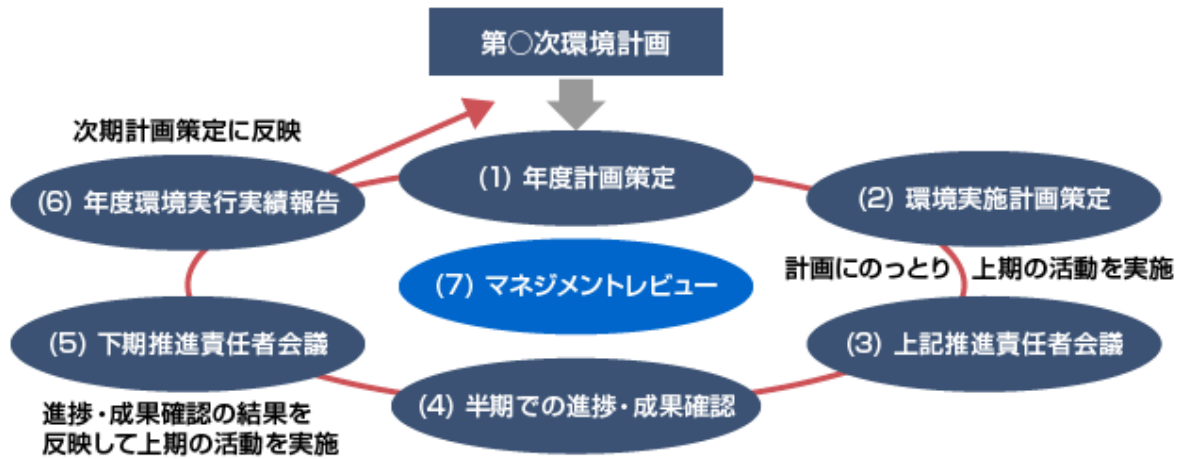 第○次環境計画
次期計画策定に反映
(1) 年度計画策定
(6) 年度環境実行実績報告
(2) 環境実施計画策定
計画にのっとり 上期の活動を実施
(7) マネジメントレビュー
(5) 下期推進責任者会議
(3) 上記推進責任者会議
(4) 半期での進捗・成果確認
進捗・成果確認の結果を
反映して上期の活動を実施